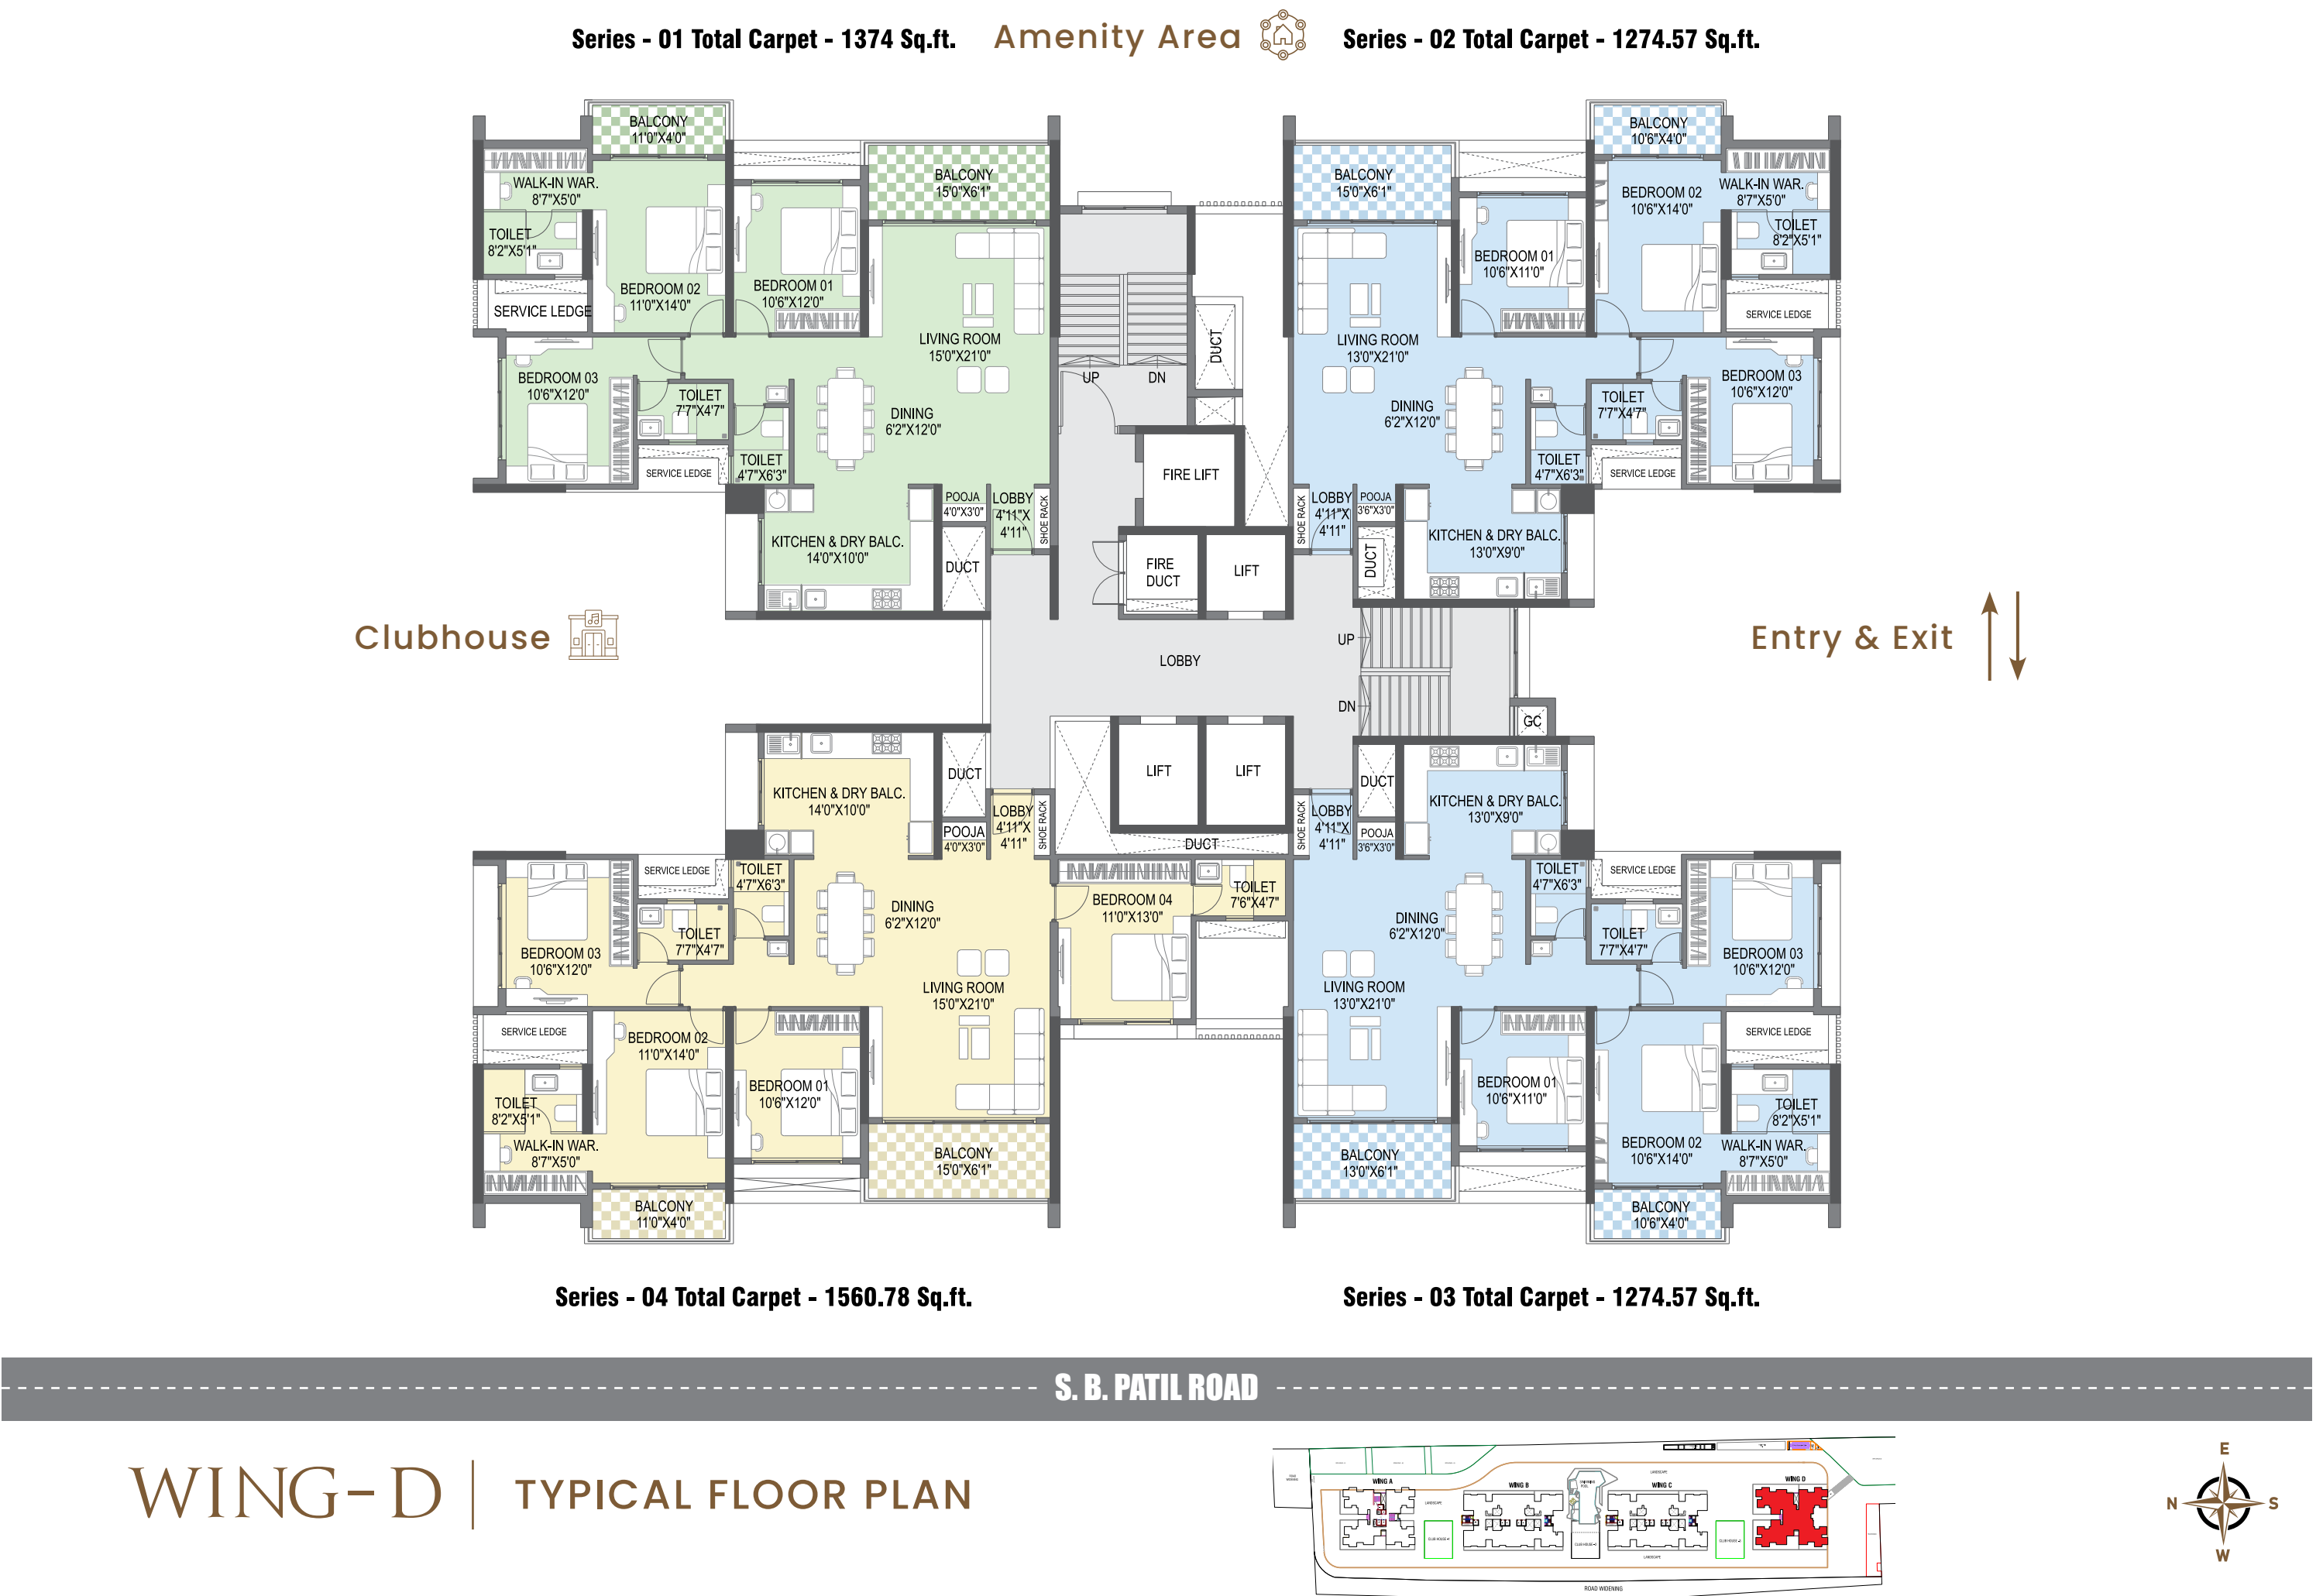 Series - 01 Total Carpet - 1374 Sq.ft.
Amenity Area
Series - 02 Total Carpet - 1274.57 Sq.ft.
BALCONY
11'0"X4'0"
WALK-IN WAR.
8'7"X5'0"
TOILET
8'2"X5'1"
SERVICE LEDGE
BEDROOM 02
11'0"X14'0"
BEDROOM 01
10'6"X12'0"
BALCONY
15'0"X6'1"
LIVING ROOM
15'0"X21'0"
BEDROOM 03
10'6"X12'0"
TOILET
7'7"X4'7"
SERVICE LEDGE
TOILET
4'7"X6'3"
DINING
6'2"X12'0"
POOJA
4'0"X3'0"
LOBBY
4'11"X
4'11"
SHOE RACK
KITCHEN & DRY BALC.
14'0"X10'0"
DUCT
UP
DN
DUCT
FIRE LIFT
FIRE
DUCT
LIFT
BALCONY
15'0"X6'1"
BEDROOM 01
10'6"X11'0"
BALCONY
10'6"X4'0"
BEDROOM 02
10'6"X14'0"
WALK-IN WAR.
8'7"X5'0"
TOILET
8'2"X5'1"
SERVICE LEDGE
LIVING ROOM
13'0"X21'0"
DINING
6'2"X12'0"
BEDROOM 03
10'6"X12'0"
TOILET
7'7"X4'7"
SERVICE LEDGE
TOILET
4'7"X6'3"
SHOE RACK
LOBBY
4'11"X
4'11"
POOJA
3'6"X3'0"
DUCT
KITCHEN & DRY BALC.
13'0"X9'0"
Clubhouse
LOBBY
UP
DN
GC
Entry & Exit
KITCHEN & DRY BALC.
14'0"X10'0"
DUCT
POOJA
4'0"X3'0"
LOBBY
4'11"X
4'11"
SHOE RACK
LIFT
LIFT
DUCT
SERVICE LEDGE
TOILET
4'7"X6'3"
TOILET
7'7"X4'7"
BEDROOM 03
10'6"X12'0"
DINING
6'2"X12'0"
LIVING ROOM
15'0"X21'0"
BEDROOM 04
11'0"X13'0"
TOILET
7'6"X4'7"
SERVICE LEDGE
BEDROOM 02
11'0"X14'0"
BEDROOM 01
10'6"X12'0"
TOILET
8'2"X5'1"
WALK-IN WAR.
8'7"X5'0"
BALCONY
11'0"X4'0"
BALCONY
15'0"X6'1"
SHOE RACK
LOBBY
4'11"X
4'11"
DUCT
POOJA
3'6"X3'0"
KITCHEN & DRY BALC.
13'0"X9'0"
TOILET
4'7"X6'3"
SERVICE LEDGE
TOILET
7'7"X4'7"
BEDROOM 03
10'6"X12'0"
DINING
6'2"X12'0"
LIVING ROOM
13'0"X21'0"
SERVICE LEDGE
BEDROOM 01
10'6"X11'0"
BEDROOM 02
10'6"X14'0"
TOILET
8'2"X5'1"
WALK-IN WAR.
8'7"X5'0"
BALCONY
13'0"X6'1"
BALCONY
10'6"X4'0"
Series - 04 Total Carpet - 1560.78 Sq.ft.
Series - 03 Total Carpet - 1274.57 Sq.ft.
S. B. PATIL ROAD
WING-D
TYPICAL FLOOR PLAN
WING A
WING B
WING C
WING D
LANDSCAPE
LANDSCAPE
LANDSCAPE
ROAD WIDENING
E
N
S
W